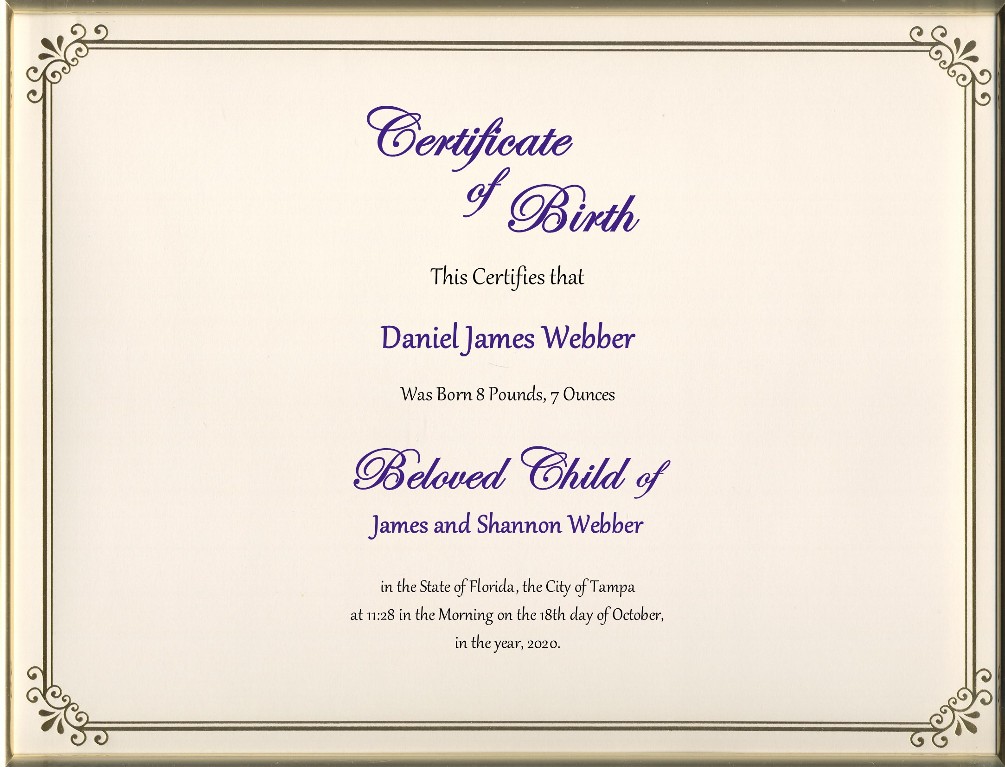 Certificate
of Birth
This Certifies that
Daniel James Webber
Was Born 8 Pounds, 7 Ounces
Beloved Child of
James and Shannon Webber
in the State of Florida, the City of Tampa
at 11:28 in the Morning on the 18th day of October,
in the year, 2020.